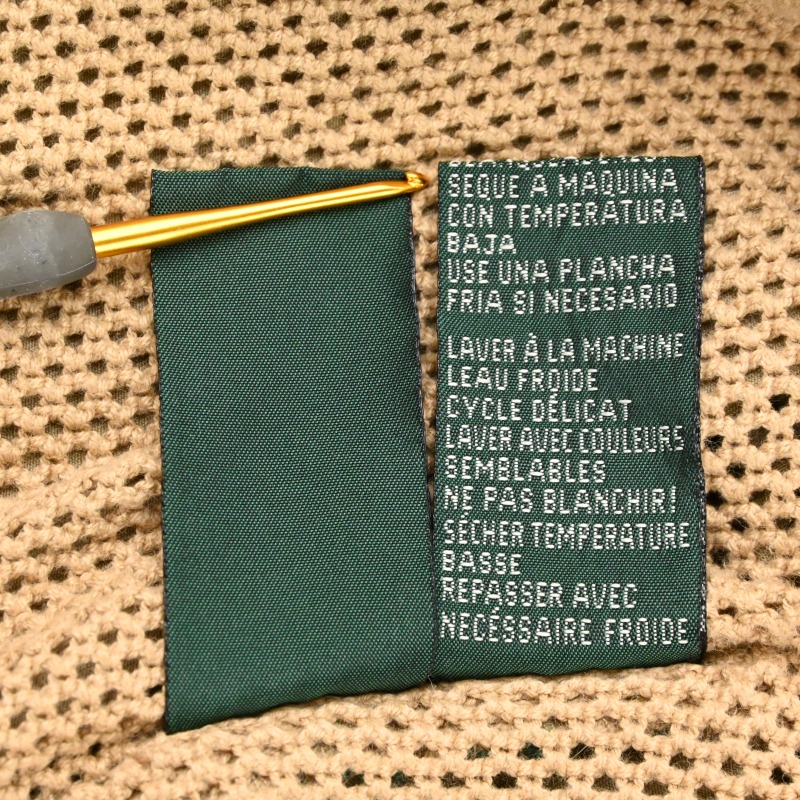 SEQUE A MAQUINA
CON TEMPERATURA
BAJA
USE UNA PLANCHA
FRIA SI NECESARIO
LAVER À LA MACHINE
LEAU FROIDE
CYCLE DÉLICAT
LAVER AVEC COULEURS
SEMBLABLES
NE PAS BLANCHIR!
SÉCHER TEMPERATURE
BASSE
REPASSER AVEC
NECÉSSAIRE FROIDE